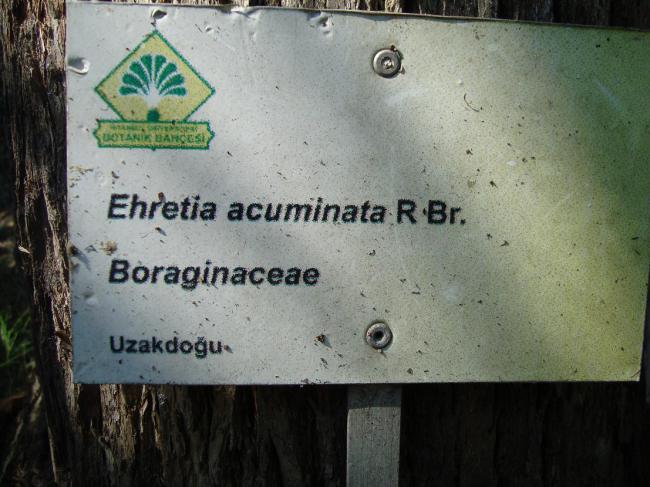 İSTANBUL ÜNİVERSİTESİ
BOTANİK BAHÇESİ
Ehretia acuminata R Br.
Boraginaceae
Uzakdoğu